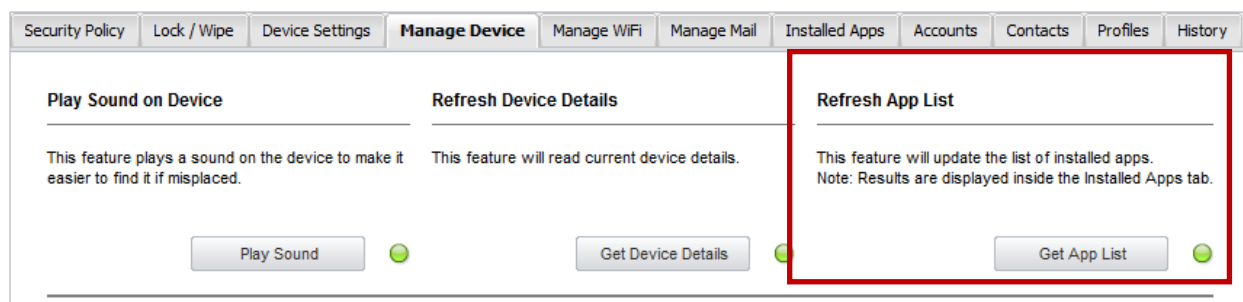 Security Policy Lock / Wipe Device Settings Manage Device Manage WiFi Manage Mail Installed Apps Accounts Contacts Profiles History
Play Sound on Device
This feature plays a sound on the device to make it
easier to find it if misplaced.
Play Sound
Refresh Device Details
This feature will read current device details.
Get Device Details
Refresh App List
This feature will update the list of installed apps.
Note: Results are displayed inside the Installed Apps tab.
Get App List